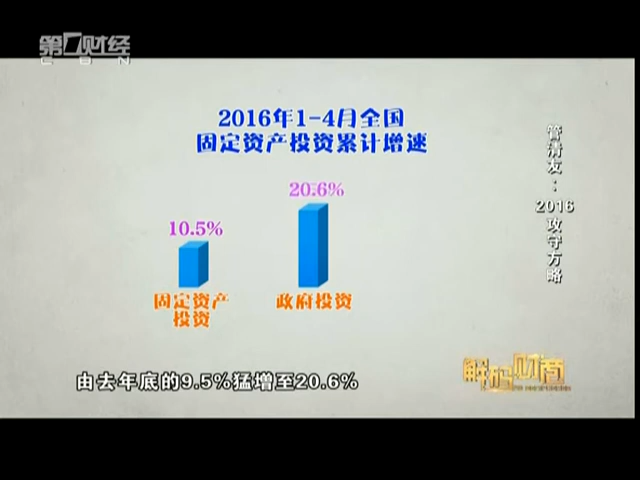 第一财经
CBN
2016年1-4月全国
固定资产投资累计增速
20.6%
10.5%
固定资产
投资
政府投资
管清友：2016攻守方略
解码财商
由去年底的9.5%猛增至20.6%